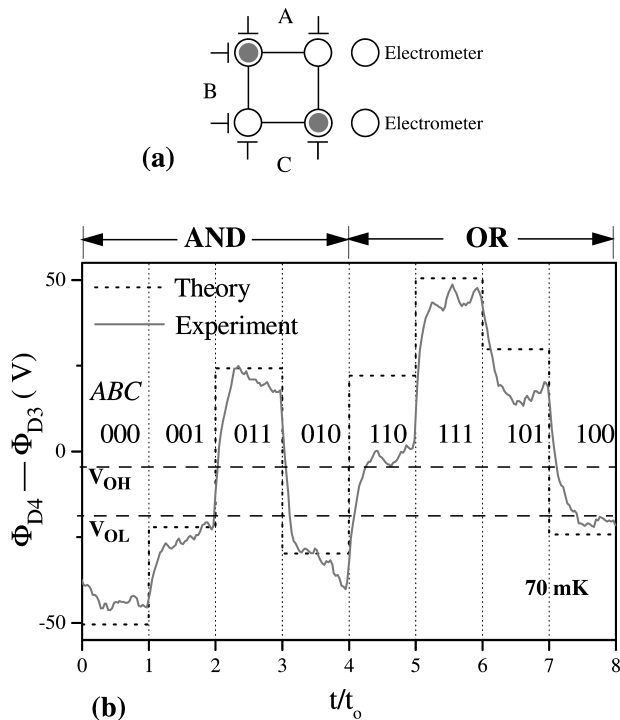 A
B
C
Electrometer
Electrometer
(a)
AND
OR
Theory
Experiment
ABC
000
001
011
010
110
111
101
100
V_OH
V_OL
70 mK
50
0
-50
Φ_D4 — Φ_D3 ( V)
0
1
2
3
4
5
6
7
8
t/t_o
(b)